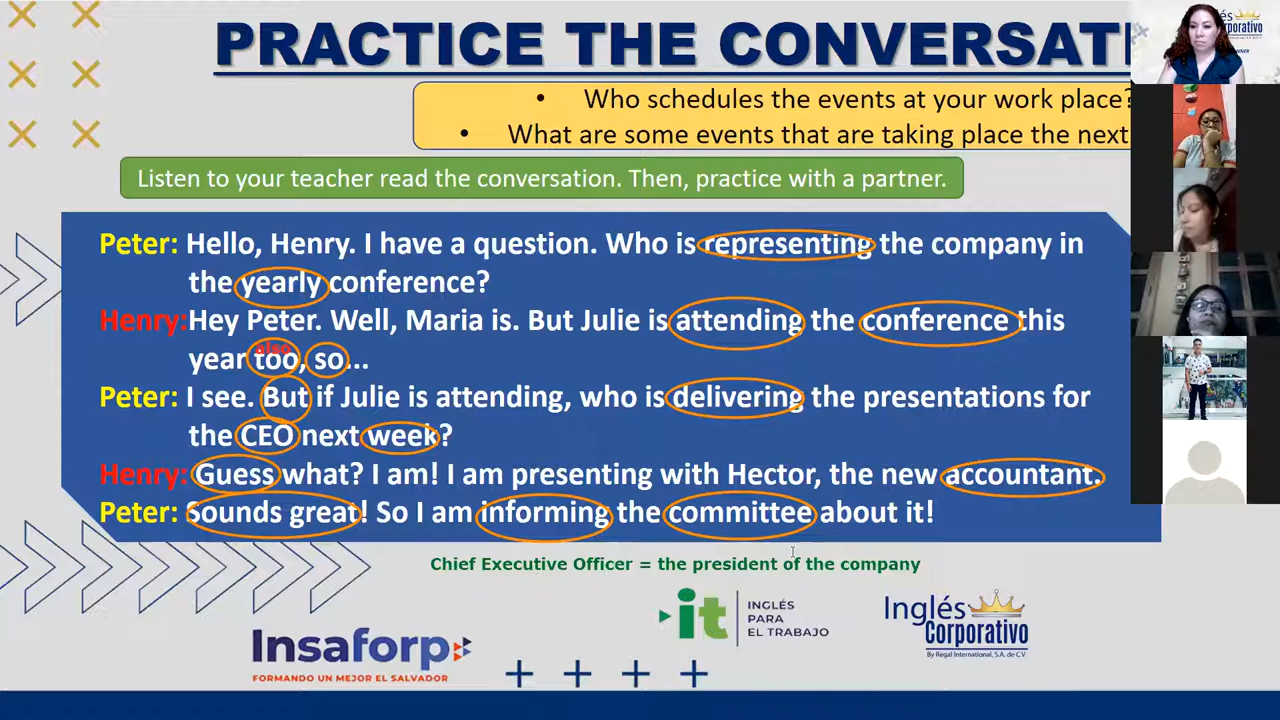 PRACTICE THE CONVERSATI
• Who schedules the events at your work place?
• What are some events that are taking place the next
Listen to your teacher read the conversation. Then, practice with a partner.
Peter: Hello, Henry. I have a question. Who is representing the company in
the yearly conference?
Henry: Hey Peter. Well, Maria is. But Julie is attending the conference this
also
year too, so...
Peter: I see. But if Julie is attending, who is delivering the presentations for
the CEO next week?
Henry: Guess what? I am! I am presenting with Hector, the new accountant.
Peter: Sounds great! So I am informing the committee about it!
Chief Executive Officer = the president of the company
Insaforp
FORMANDO UN MEJOR EL SALVADOR
it
INGLÉS
PARA
EL TRABAJO
Inglés
Corporativo
By Regal International, S.A. de C.V.